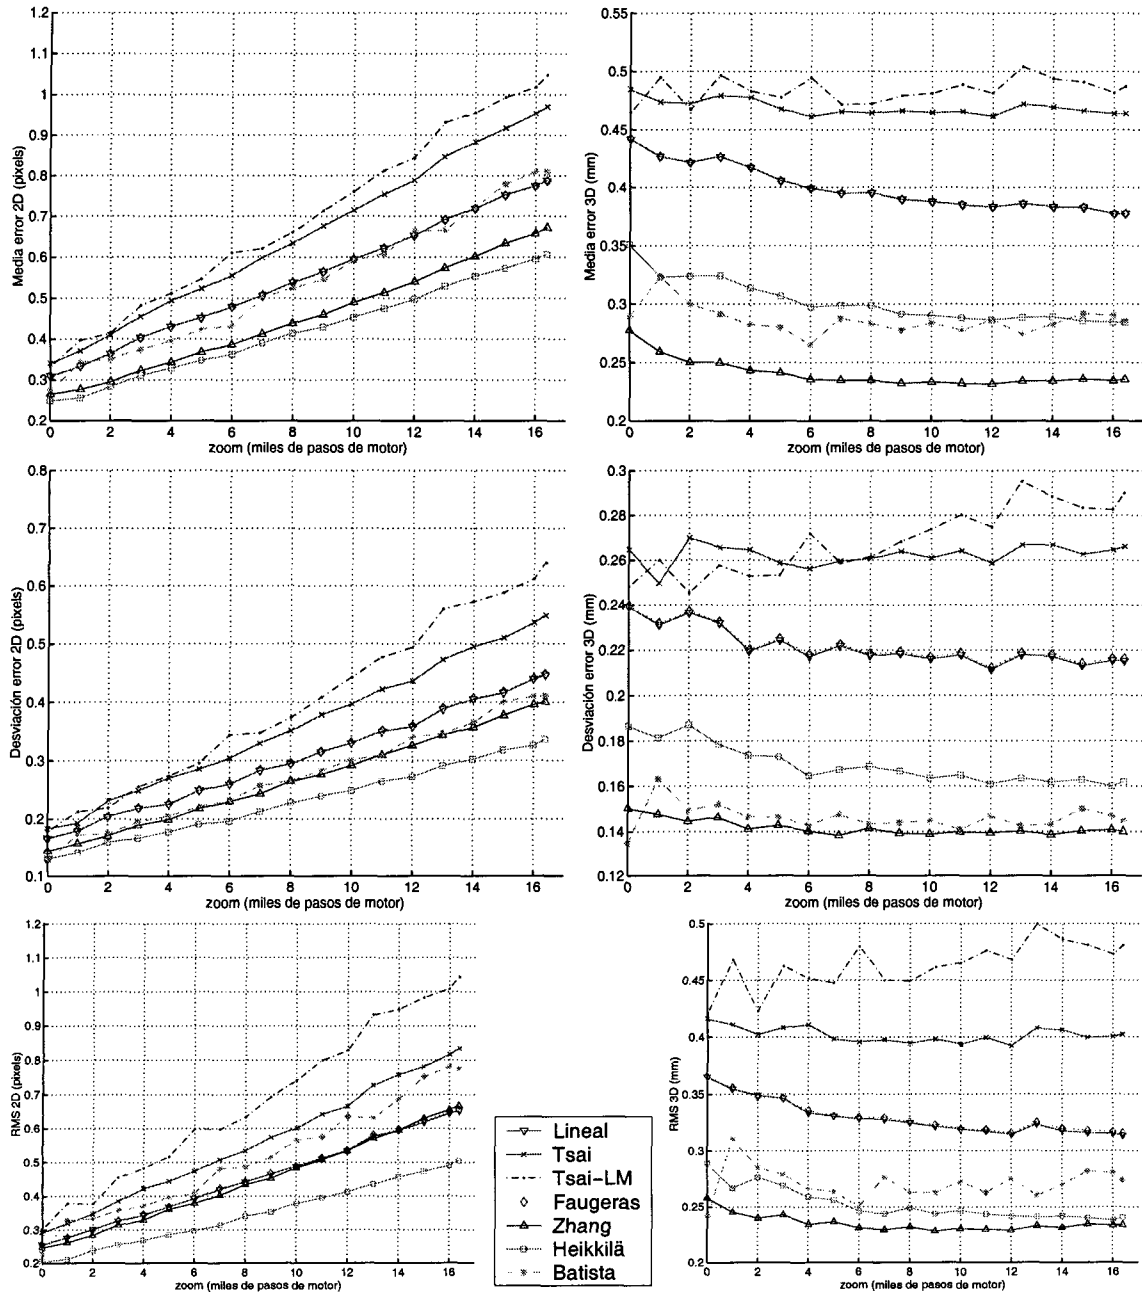 1.2
1.1
1
0.9
0.8
0.7
0.6
0.5
0.4
0.3
0.2
Media error 2D (pixels)
0 2 4 6 8 10 12 14 16
zoom (miles de pasos de motor)
0.55
0.5
0.45
0.4
0.35
0.3
0.25
0.2
Media error 3D (mm)
0 2 4 6 8 10 12 14 16
zoom (miles de pasos de motor)
0.8
0.7
0.6
0.5
0.4
0.3
0.2
0.1
Desviación error 2D (pixels)
0 2 4 6 8 10 12 14 16
zoom (miles de pasos de motor)
0.3
0.28
0.26
0.24
0.22
0.2
0.18
0.16
0.14
0.12
Desviación error 3D (mm)
0 2 4 6 8 10 12 14 16
zoom (miles de pasos de motor)
1.2
1.1
1
0.9
0.8
0.7
0.6
0.5
0.4
0.3
0.2
RMS 2D (pixels)
0 2 4 6 8 10 12 14 16
zoom (miles de pasos de motor)
Lineal
Tsai
Tsai-LM
Faugeras
Zhang
Heikkilä
Batista
0.5
0.45
0.4
0.35
0.3
0.25
0.2
RMS 3D (mm)
0 2 4 6 8 10 12 14 16
zoom (miles de pasos de motor)